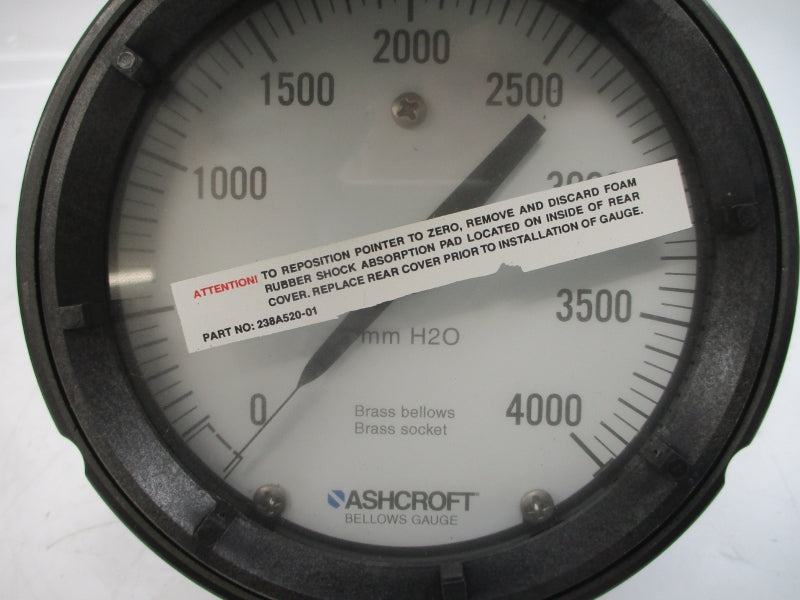 2000
1500
2500
1000
3000
ATTENTION! TO REPOSITION POINTER TO ZERO, REMOVE AND DISCARD FOAM
RUBBER SHOCK ABSORPTION PAD LOCATED ON INSIDE OF REAR
COVER. REPLACE REAR COVER PRIOR TO INSTALLATION OF GAUGE.
PART NO: 238A520-01
3500
mm H2O
0
4000
Brass bellows
Brass socket
ASHCROFT
BELLOWS GAUGE